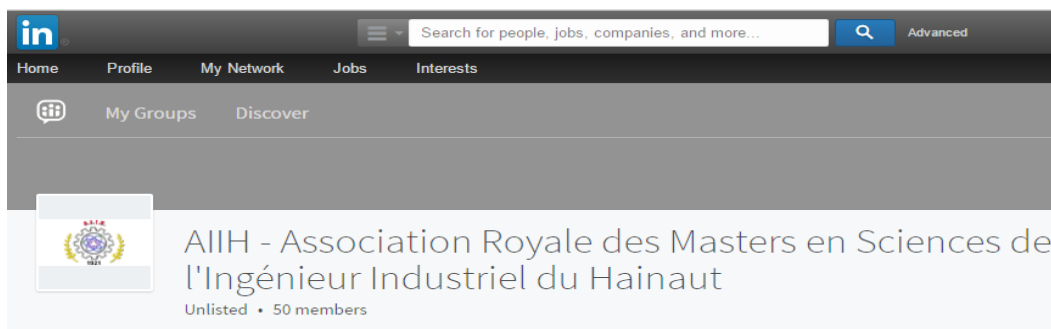 in
Search for people, jobs, companies, and more...
Advanced
Home Profile My Network Jobs Interests
My Groups Discover
1921
AIIH - Association Royale des Masters en Sciences de
l'Ingénieur Industriel du Hainaut
Unlisted • 50 members